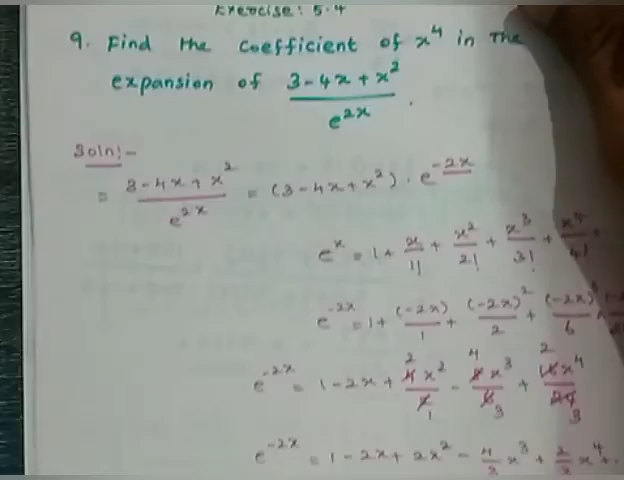 Exercise: 5.4
9. Find the coefficient of x⁴ in the
expansion of (3-4x+x²)/e^(2x).
Soln:-
= (3-4x+x²)/e^(2x) = (3-4x+x²) . e^(-2x)
e^x = 1 + x/1! + x²/2! + x³/3! + x⁴/4! +
e^(-2x) = 1 + (-2x)/1 + (-2x)²/2 + (-2x)³/6 +
e^(-2x) = 1 - 2x + 4x²/2 - 8x³/6 + 16x⁴/24
e^(-2x) = 1 - 2x + 2x² - 4/3 x³ + 2/3 x⁴ + .